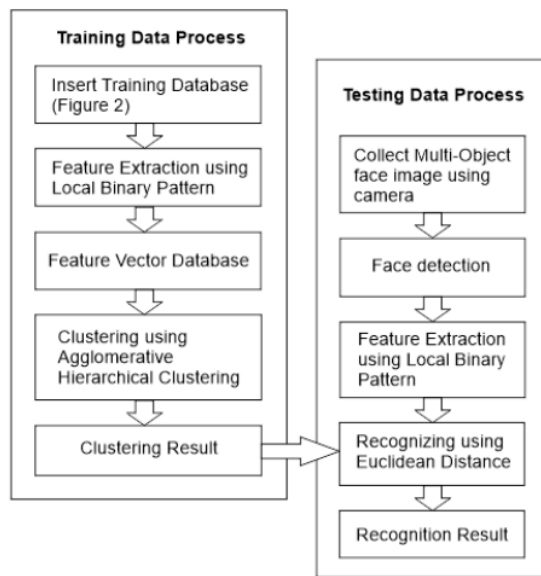 Training Data Process
Insert Training Database
(Figure 2)
Feature Extraction using
Local Binary Pattern
Feature Vector Database
Clustering using
Agglomerative
Hierarchical Clustering
Clustering Result
Testing Data Process
Collect Multi-Object
face image using
camera
Face detection
Feature Extraction
using Local Binary
Pattern
Recognizing using
Euclidean Distance
Recognition Result